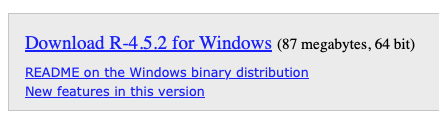 Download R-4.5.2 for Windows (87 megabytes, 64 bit)
README on the Windows binary distribution
New features in this version